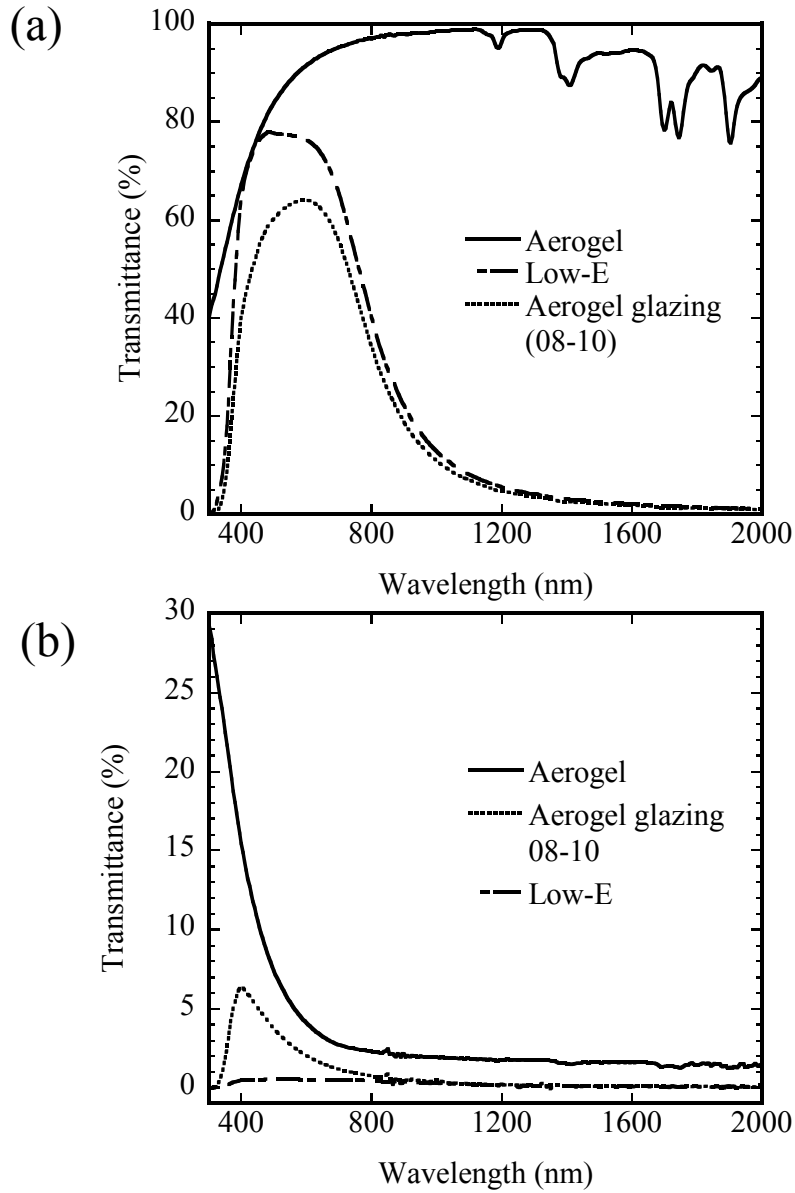 (a)
100
80
60
40
20
0
Transmittance (%)
Aerogel
Low-E
Aerogel glazing
(08-10)
400 800 1200 1600 2000
Wavelength (nm)
(b)
30
25
20
15
10
5
0
Transmittance (%)
Aerogel
Aerogel glazing
08-10
Low-E
400 800 1200 1600 2000
Wavelength (nm)